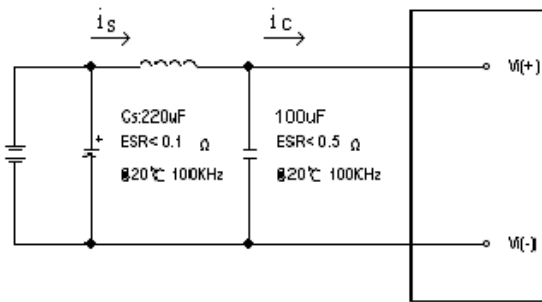 is
ic
Vi(+)
Cs:220uF
ESR<0.1 Ω
@20℃ 100KHz
100uF
ESR<0.5 Ω
@20℃ 100KHz
+
Vi(-)